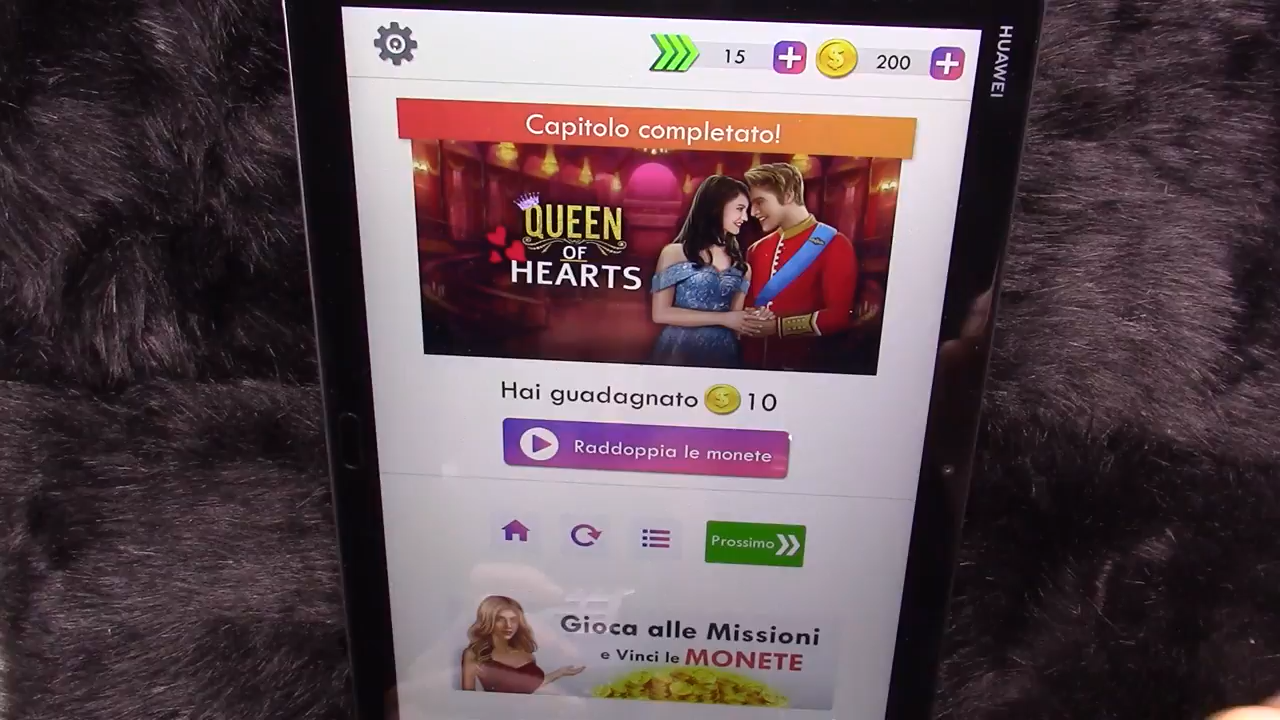 15
200
HUAWEI
Capitolo completato!
QUEEN
OF
HEARTS
Hai guadagnato 10
Raddoppia le monete
Prossimo
Gioca alle Missioni
e Vinci le MONETE